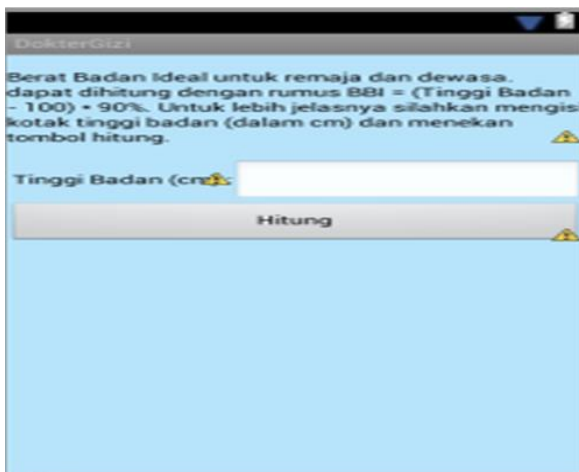 DokterGizi
Berat Badan Ideal untuk remaja dan dewasa.
dapat dihitung dengan rumus BBI = (Tinggi Badan
- 100) * 90%. Untuk lebih jelasnya silahkan mengis
kotak tinggi badan (dalam cm) dan menekan
tombol hitung.
Tinggi Badan (cm
Hitung